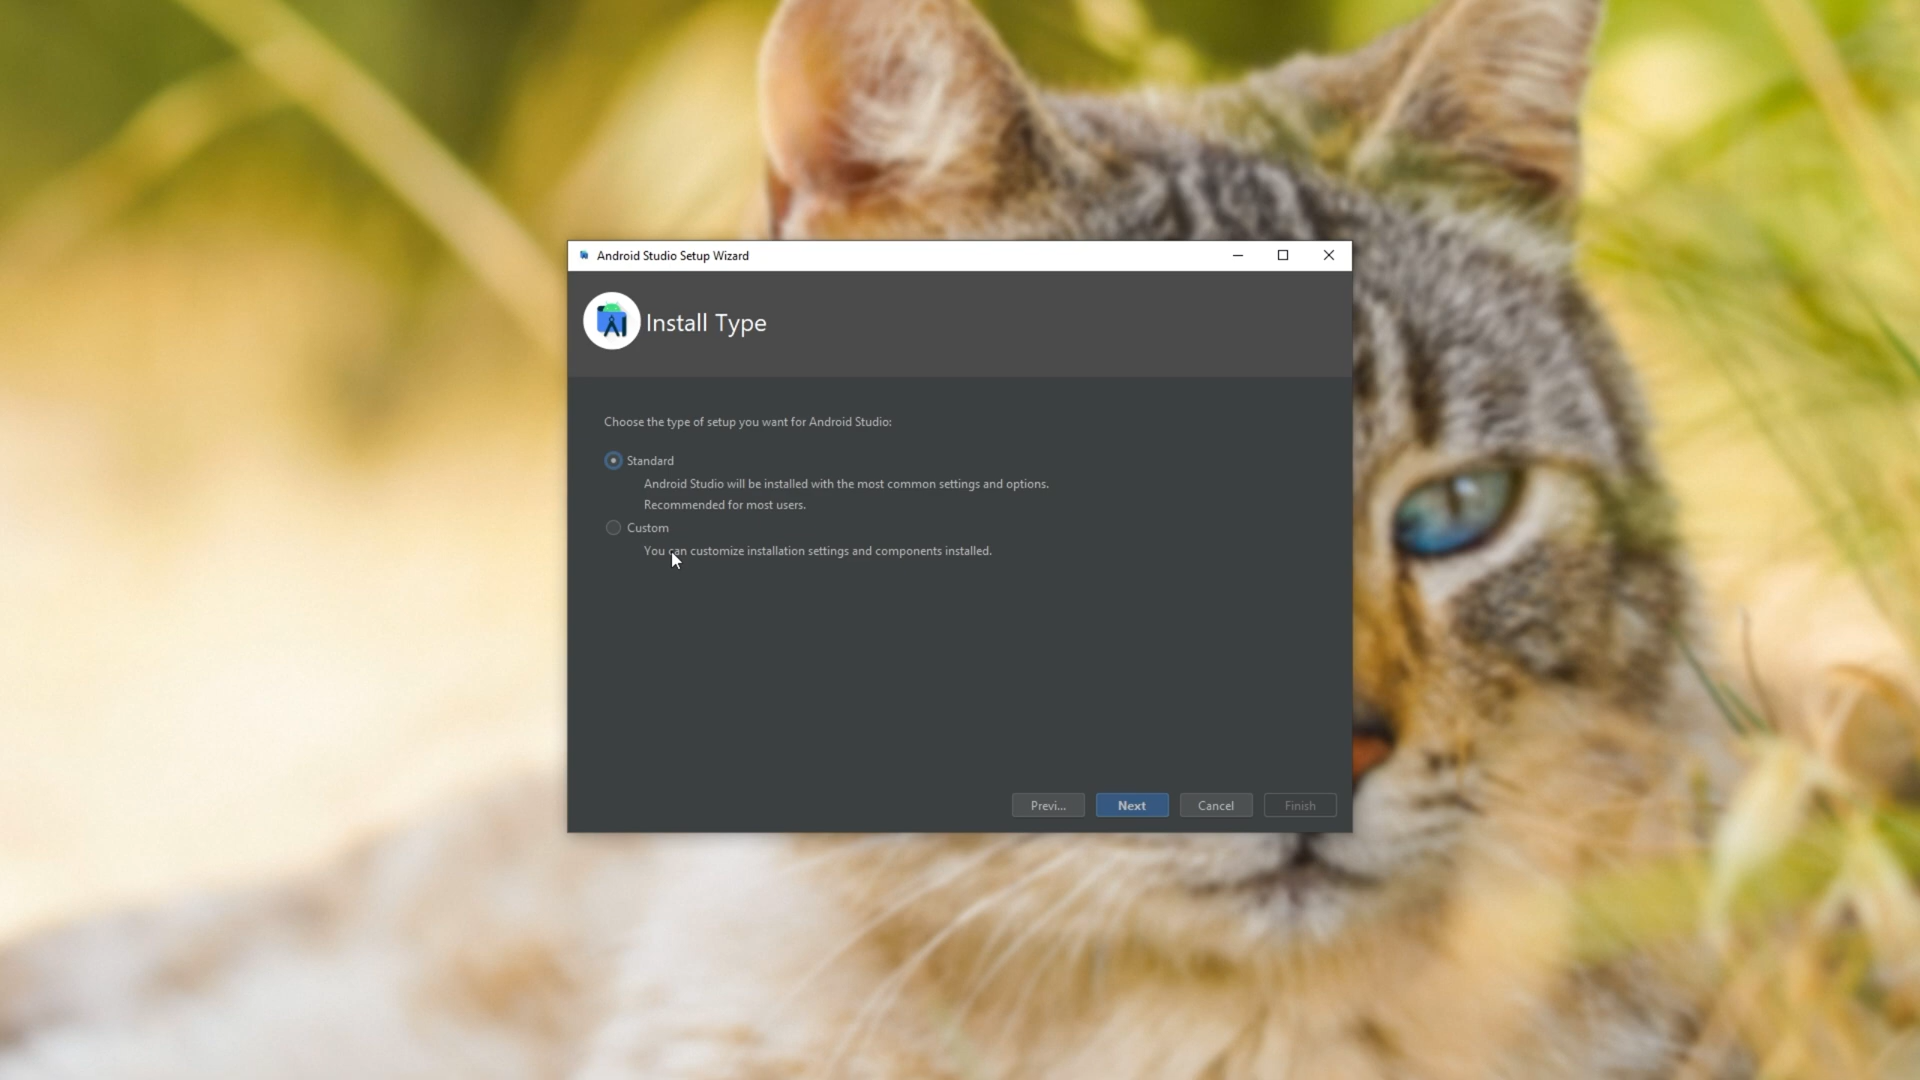 Android Studio Setup Wizard
Install Type
Choose the type of setup you want for Android Studio:
Standard
Android Studio will be installed with the most common settings and options.
Recommended for most users.
Custom
You can customize installation settings and components installed.
Previ... Next Cancel Finish